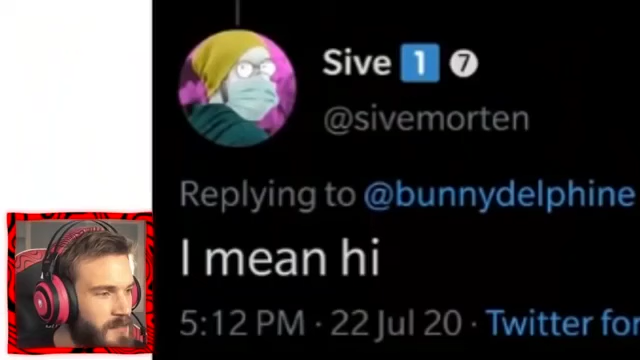 Sive 1 7
@sivemorten
Replying to @bunnydelphine
I mean hi
5:12 PM · 22 Jul 20 · Twitter for